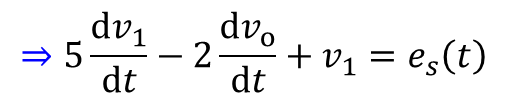 ⇒ 5 dv₁/dt − 2 dvₒ/dt + v₁ = eₛ(t)